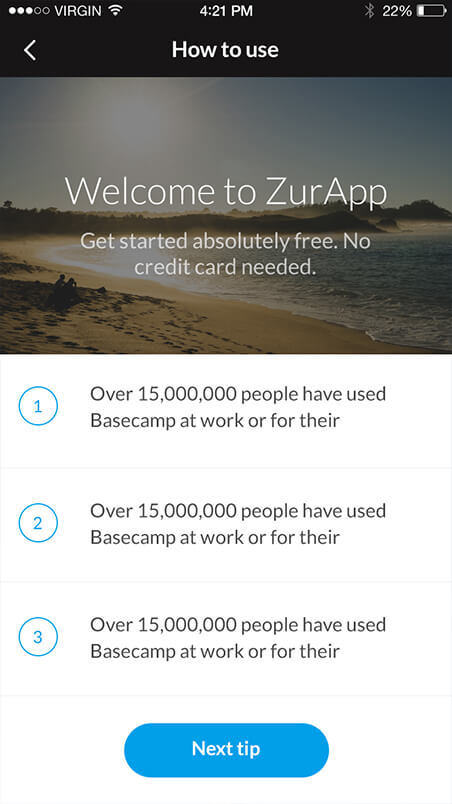 VIRGIN 4:21 PM 22%
How to use
Welcome to ZurApp
Get started absolutely free. No
credit card needed.
1 Over 15,000,000 people have used
Basecamp at work or for their
2 Over 15,000,000 people have used
Basecamp at work or for their
3 Over 15,000,000 people have used
Basecamp at work or for their
Next tip